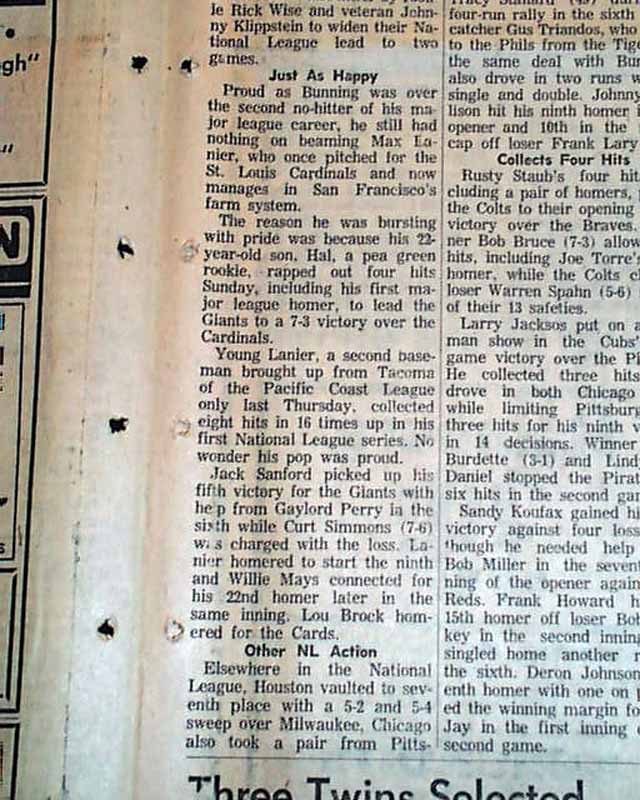 gh"
N
le Rick Wise and veteran John-
ny Klippstein to widen their Na-
tional League lead to two
games.
Just As Happy
Proud as Bunning was over
the second no-hitter of his ma-
jor league career, he still had
nothing on beaming Max La-
nier, who once pitched for the
St. Louis Cardinals and now
manages in San Francisco's
farm system.
The reason he was bursting
with pride was because his 22-
year-old son, Hal, a pea green
rookie, rapped out four hits
Sunday, including his first ma-
jor league homer, to lead the
Giants to a 7-3 victory over the
Cardinals.
Young Lanier, a second base-
man brought up from Tacoma
of the Pacific Coast League
only last Thursday, collected
eight hits in 16 times up in his
first National League series. No
wonder his pop was proud.
Jack Sanford picked up his
fifth victory for the Giants with
help from Gaylord Perry in the
sixth while Curt Simmons (7-6)
was charged with the loss. La-
nier homered to start the ninth
and Willie Mays connected for
his 22nd homer later in the
same inning. Lou Brock hom-
ered for the Cards.
Other NL Action
Elsewhere in the National
League, Houston vaulted to sev-
enth place with a 5-2 and 5-4
sweep over Milwaukee, Chicago
also took a pair from Pitts-
four-run rally in the sixth
catcher Gus Triandos, who
to the Phils from the Tige
the same deal with Bun
also drove in two runs w
single and double. Johnny
lison hit his ninth homer i
opener and 10th in the
cap off loser Frank Lary
Collects Four Hits
Rusty Staub's four hit
cluding a pair of homers, p
the Colts to their opening
victory over the Braves.
ner Bob Bruce (7-3) allow
hits, including Joe Torre's
homer, while the Colts c
loser Warren Spahn (5-6)
of their 13 safeties.
Larry Jacksos put on a
man show in the Cubs'
game victory over the Pi
He collected three hits
drove in both Chicago
while limiting Pittsburg
three hits for his ninth v
in 14 decisions. Winner
Burdette (3-1) and Lind
Daniel stopped the Pirat
six hits in the second ga
Sandy Koufax gained hi
victory against four loss
though he needed help
Bob Miller in the sevent
ning of the opener again
Reds. Frank Howard h
15th homer off loser Bob
key in the second innin
singled home another r
the sixth. Deron Johnson
enth homer with one on
ed the winning margin fo
Jay in the first inning o
second game.
Three Twins Selected